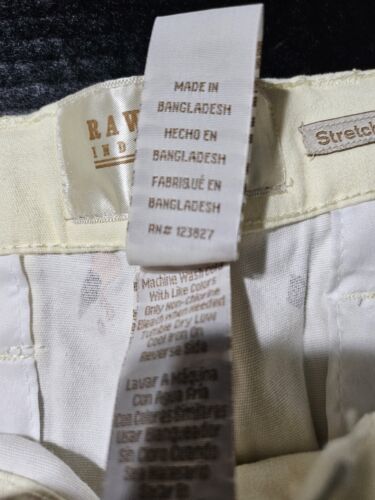 MADE IN
BANGLADESH
HECHO EN
BANGLADESH
FABRIQUÉ EN
BANGLADESH
RN# 123827
RAW
IND
Stretch
Machine Wash Cold
With Like Colors
Only Non-Chlorine
Bleach When Needed
Tumble Dry Low
Cool Iron On
Reverse Side
Lavar A Máquina
Con Agua Fría
Con Colores Similares
Usar Blanqueador
Sin Cloro Cuando
Sea Necesario